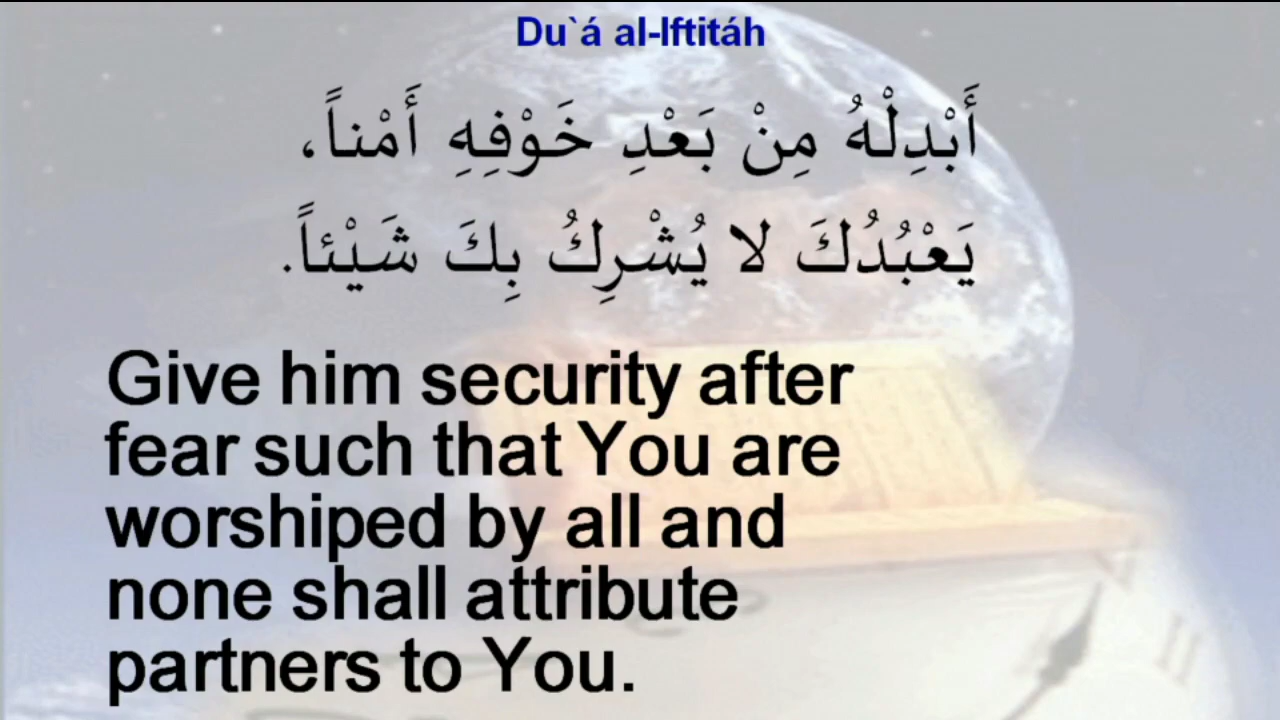 Du`á al-Iftitáh
أَبْدِلْهُ مِنْ بَعْدِ خَوْفِهِ أَمْناً،
يَعْبُدُكَ لا يُشْرِكُ بِكَ شَيْئاً.
Give him security after
fear such that You are
worshiped by all and
none shall attribute
partners to You.